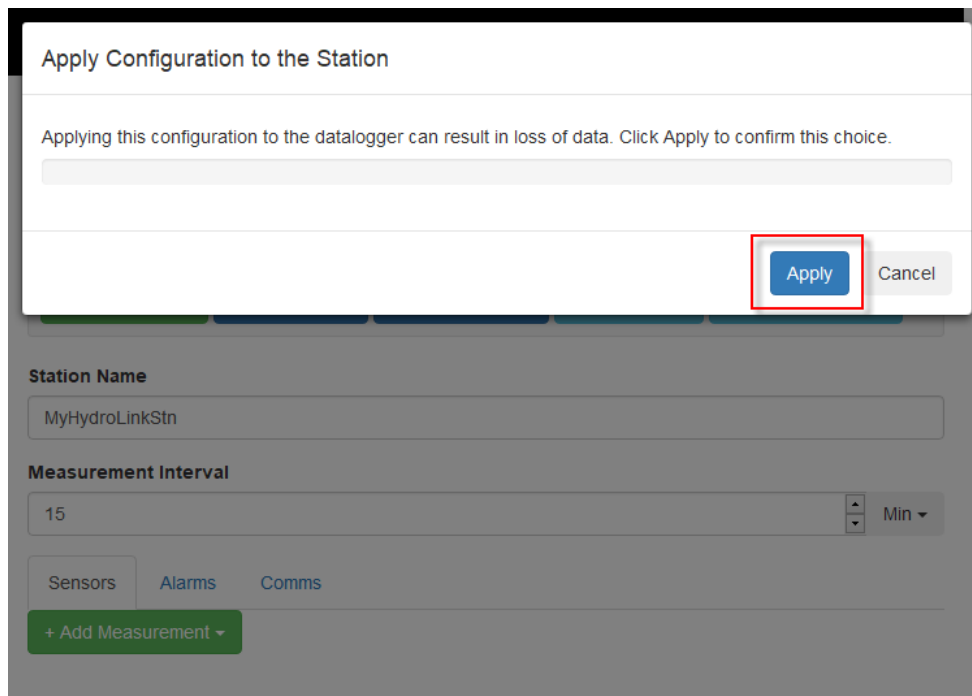 Apply Configuration to the Station
Applying this configuration to the datalogger can result in loss of data. Click Apply to confirm this choice.
Apply Cancel
Station Name
MyHydroLinkStn
Measurement Interval
15 Min
Sensors Alarms Comms
+ Add Measurement